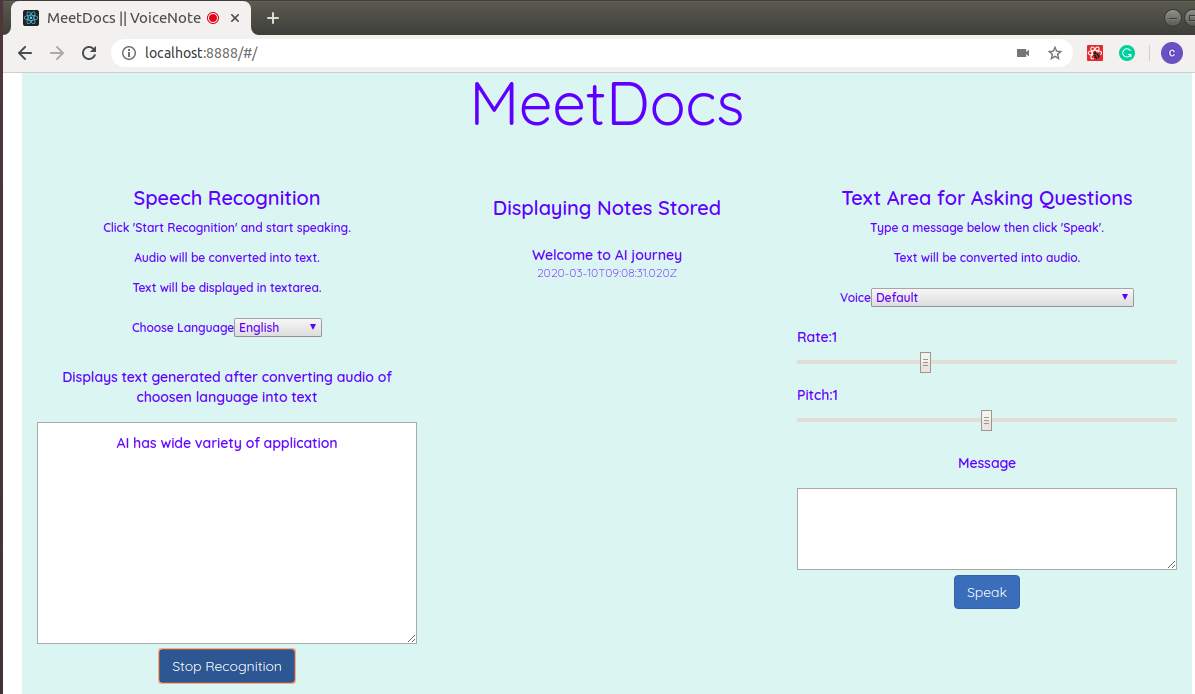 MeetDocs || VoiceNote
localhost:8888/#/
c
MeetDocs
Speech Recognition
Click 'Start Recognition' and start speaking.
Audio will be converted into text.
Text will be displayed in textarea.
Choose Language English
Displays text generated after converting audio of
choosen language into text
AI has wide variety of application
Stop Recognition
Displaying Notes Stored
Welcome to AI journey
2020-03-10T09:08:31.020Z
Text Area for Asking Questions
Type a message below then click 'Speak'.
Text will be converted into audio.
Voice Default
Rate:1
Pitch:1
Message
Speak